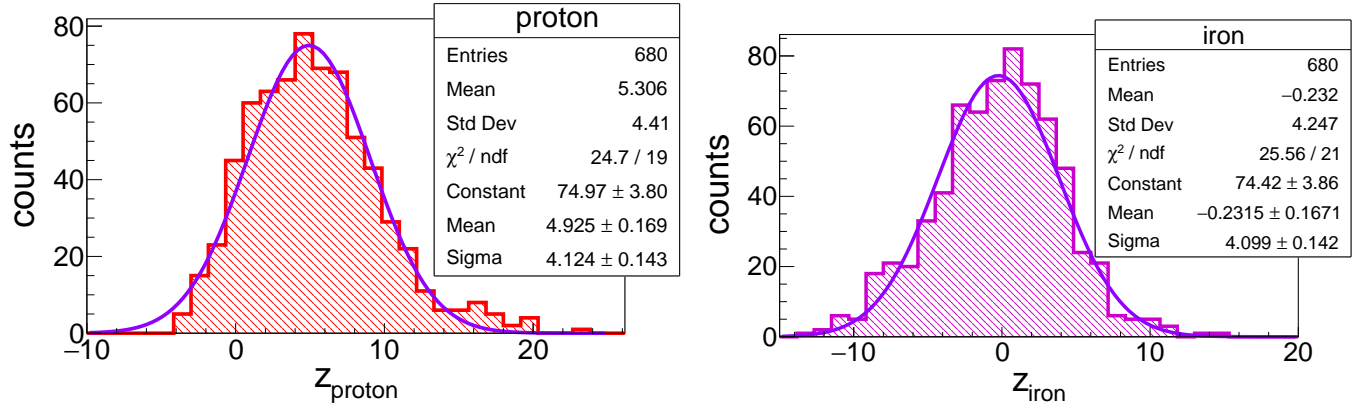 proton
Entries 680
Mean 5.306
Std Dev 4.41
χ² / ndf 24.7 / 19
Constant 74.97 ± 3.80
Mean 4.925 ± 0.169
Sigma 4.124 ± 0.143
counts
80
60
40
20
0
−10 0 10 20
z_proton
iron
Entries 680
Mean −0.232
Std Dev 4.247
χ² / ndf 25.56 / 21
Constant 74.42 ± 3.86
Mean −0.2315 ± 0.1671
Sigma 4.099 ± 0.142
counts
80
60
40
20
0
−10 0 10 20
z_iron